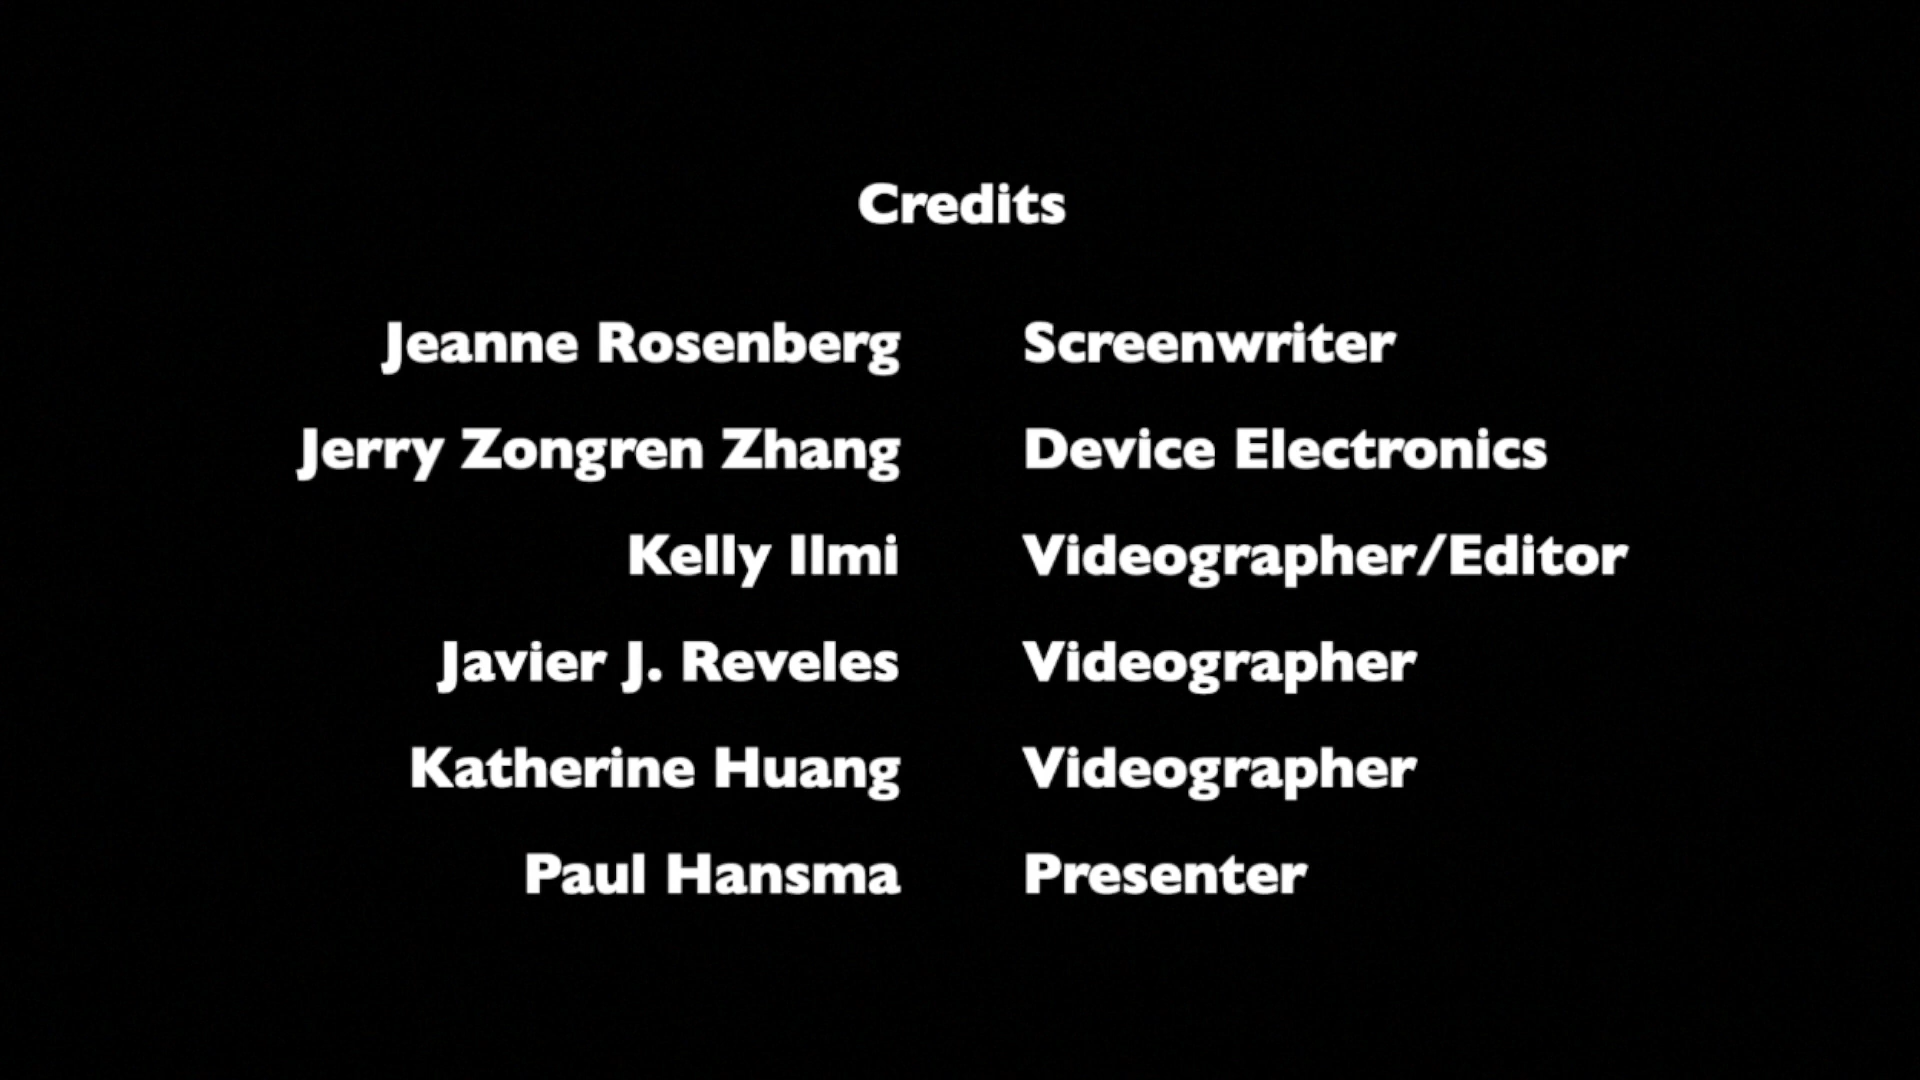 Credits
Jeanne Rosenberg Screenwriter
Jerry Zongren Zhang Device Electronics
Kelly Ilmi Videographer/Editor
Javier J. Reveles Videographer
Katherine Huang Videographer
Paul Hansma Presenter